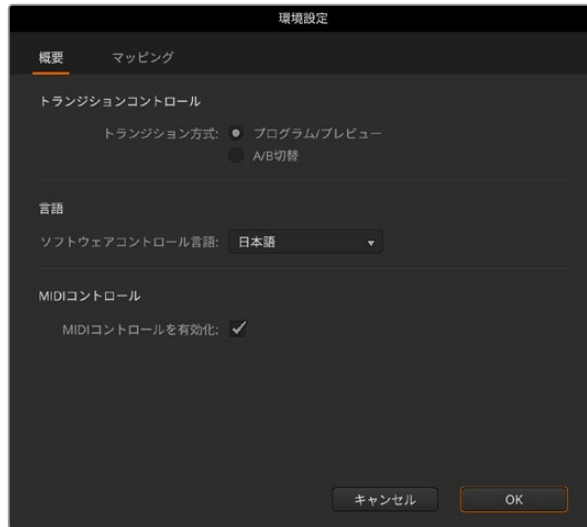 環境設定
概要 マッピング
トランジションコントロール
トランジション方式: プログラム/プレビュー
A/B切替
言語
ソフトウェアコントロール言語: 日本語
MIDIコントロール
MIDIコントロールを有効化:
キャンセル OK